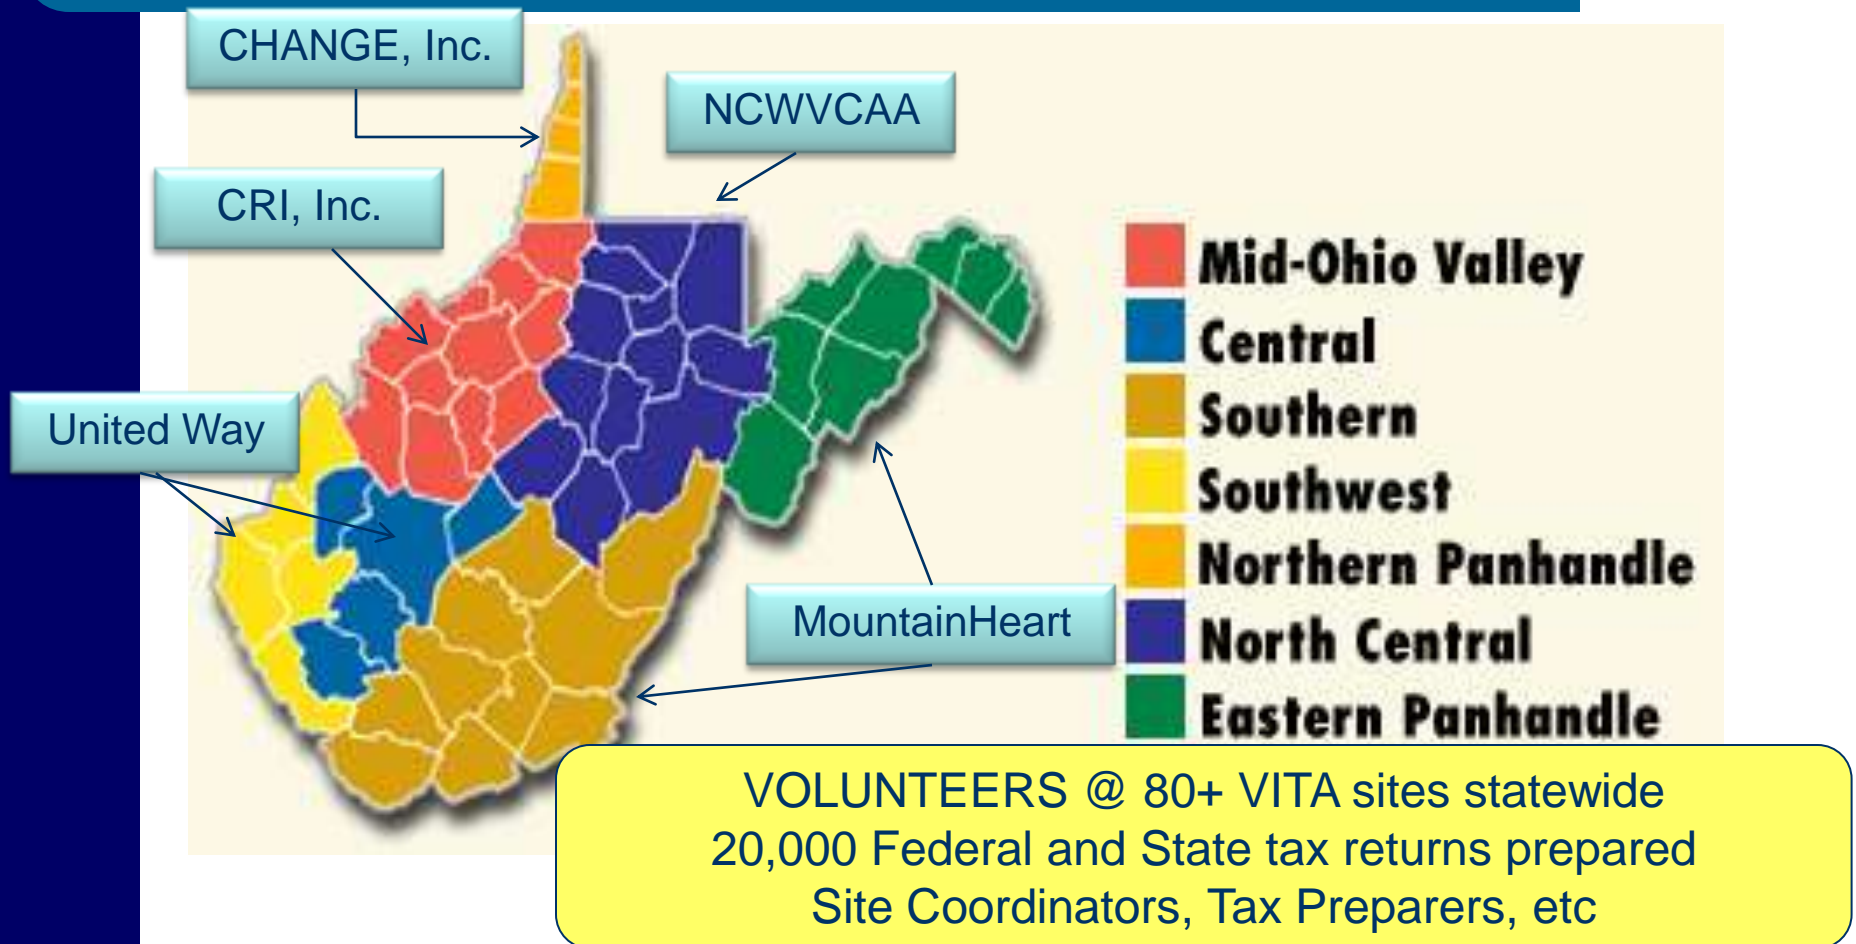 CHANGE, Inc.
NCWVCAA
CRI, Inc.
United Way
MountainHeart
Mid-Ohio Valley
Central
Southern
Southwest
Northern Panhandle
North Central
Eastern Panhandle
VOLUNTEERS @ 80+ VITA sites statewide
20,000 Federal and State tax returns prepared
Site Coordinators, Tax Preparers, etc